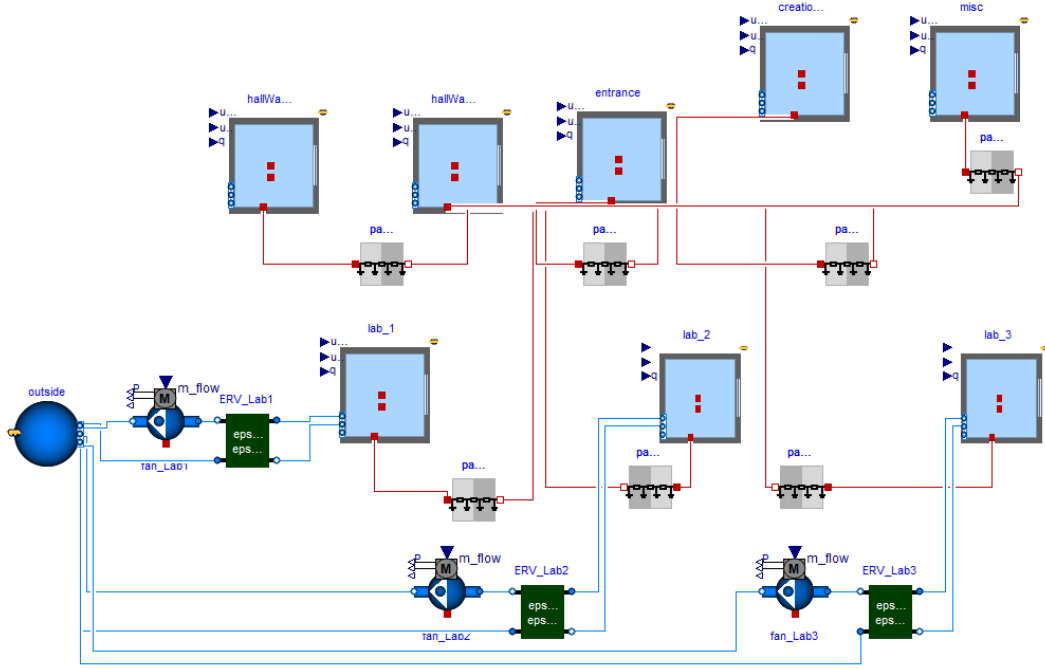 creatio...
misc
u...
u..
q
u...
u..
q
hallWa...
hallWa...
entrance
u...
u..
q
u...
u..
q
u...
u..
q
pa...
pa...
pa...
pa...
lab_1
lab_2
lab_3
u...
u...
q
q
q
outside
P
m_flow
M
ERV_Lab1
eps...
eps...
fan_Lab1
pa...
pa...
pa...
P
m_flow
M
ERV_Lab2
eps...
eps...
fan_Lab2
P
m_flow
M
ERV_Lab3
eps...
eps...
fan_Lab3